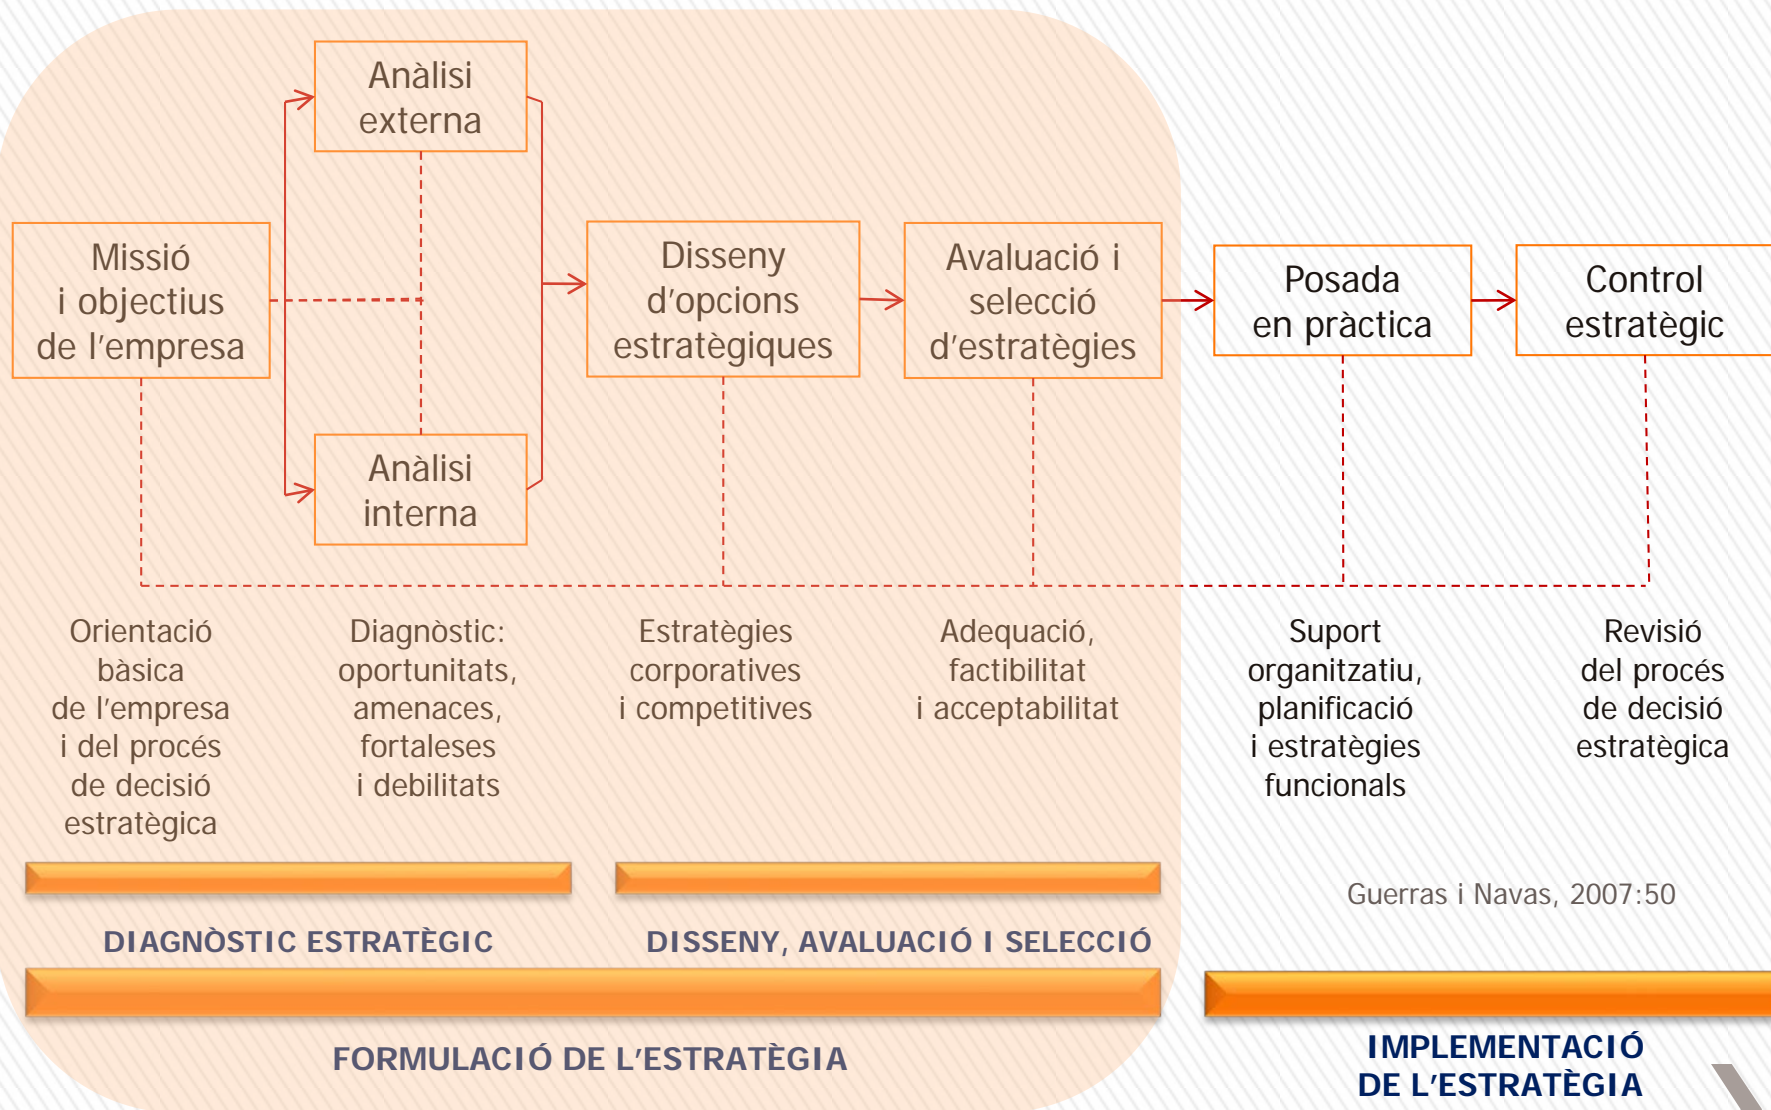 Anàlisi
externa
Missió
i objectius
de l'empresa
Anàlisi
interna
Disseny
d'opcions
estratègiques
Avaluació i
selecció
d'estratègies
Posada
en pràctica
Control
estratègic
Orientació
bàsica
de l'empresa
i del procés
de decisió
estratègica
Diagnòstic:
oportunitats,
amenaces,
fortaleses
i debilitats
Estratègies
corporatives
i competitives
Adequació,
factibilitat
i acceptabilitat
Suport
organitzatiu,
planificació
i estratègies
funcionals
Revisió
del procés
de decisió
estratègica
Guerras i Navas, 2007:50
DIAGNÒSTIC ESTRATÈGIC
DISSENY, AVALUACIÓ I SELECCIÓ
FORMULACIÓ DE L'ESTRATÈGIA
IMPLEMENTACIÓ
DE L'ESTRATÈGIA